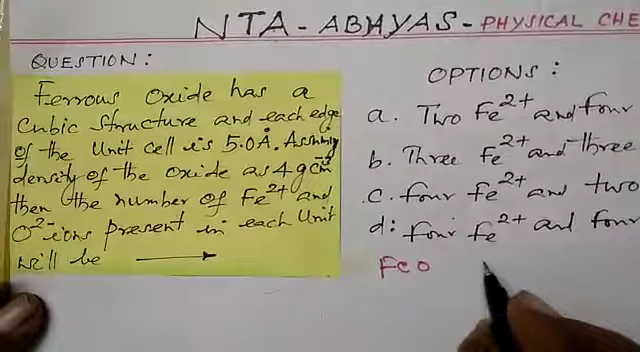 NTA - ABHYAS - PHYSICAL CHE
QUESTION:
Ferrous Oxide has a
Cubic Structure and each edge
of the Unit cell is 5.0Å. Assuming
density of the oxide as 4gcm⁻³
then the number of Fe²⁺ and
O²⁻ ions present in each Unit
will be →
OPTIONS:
a. Two Fe²⁺ and four
b. Three Fe²⁺ and three
c. four Fe²⁺ and two
d: four Fe²⁺ and four
FeO